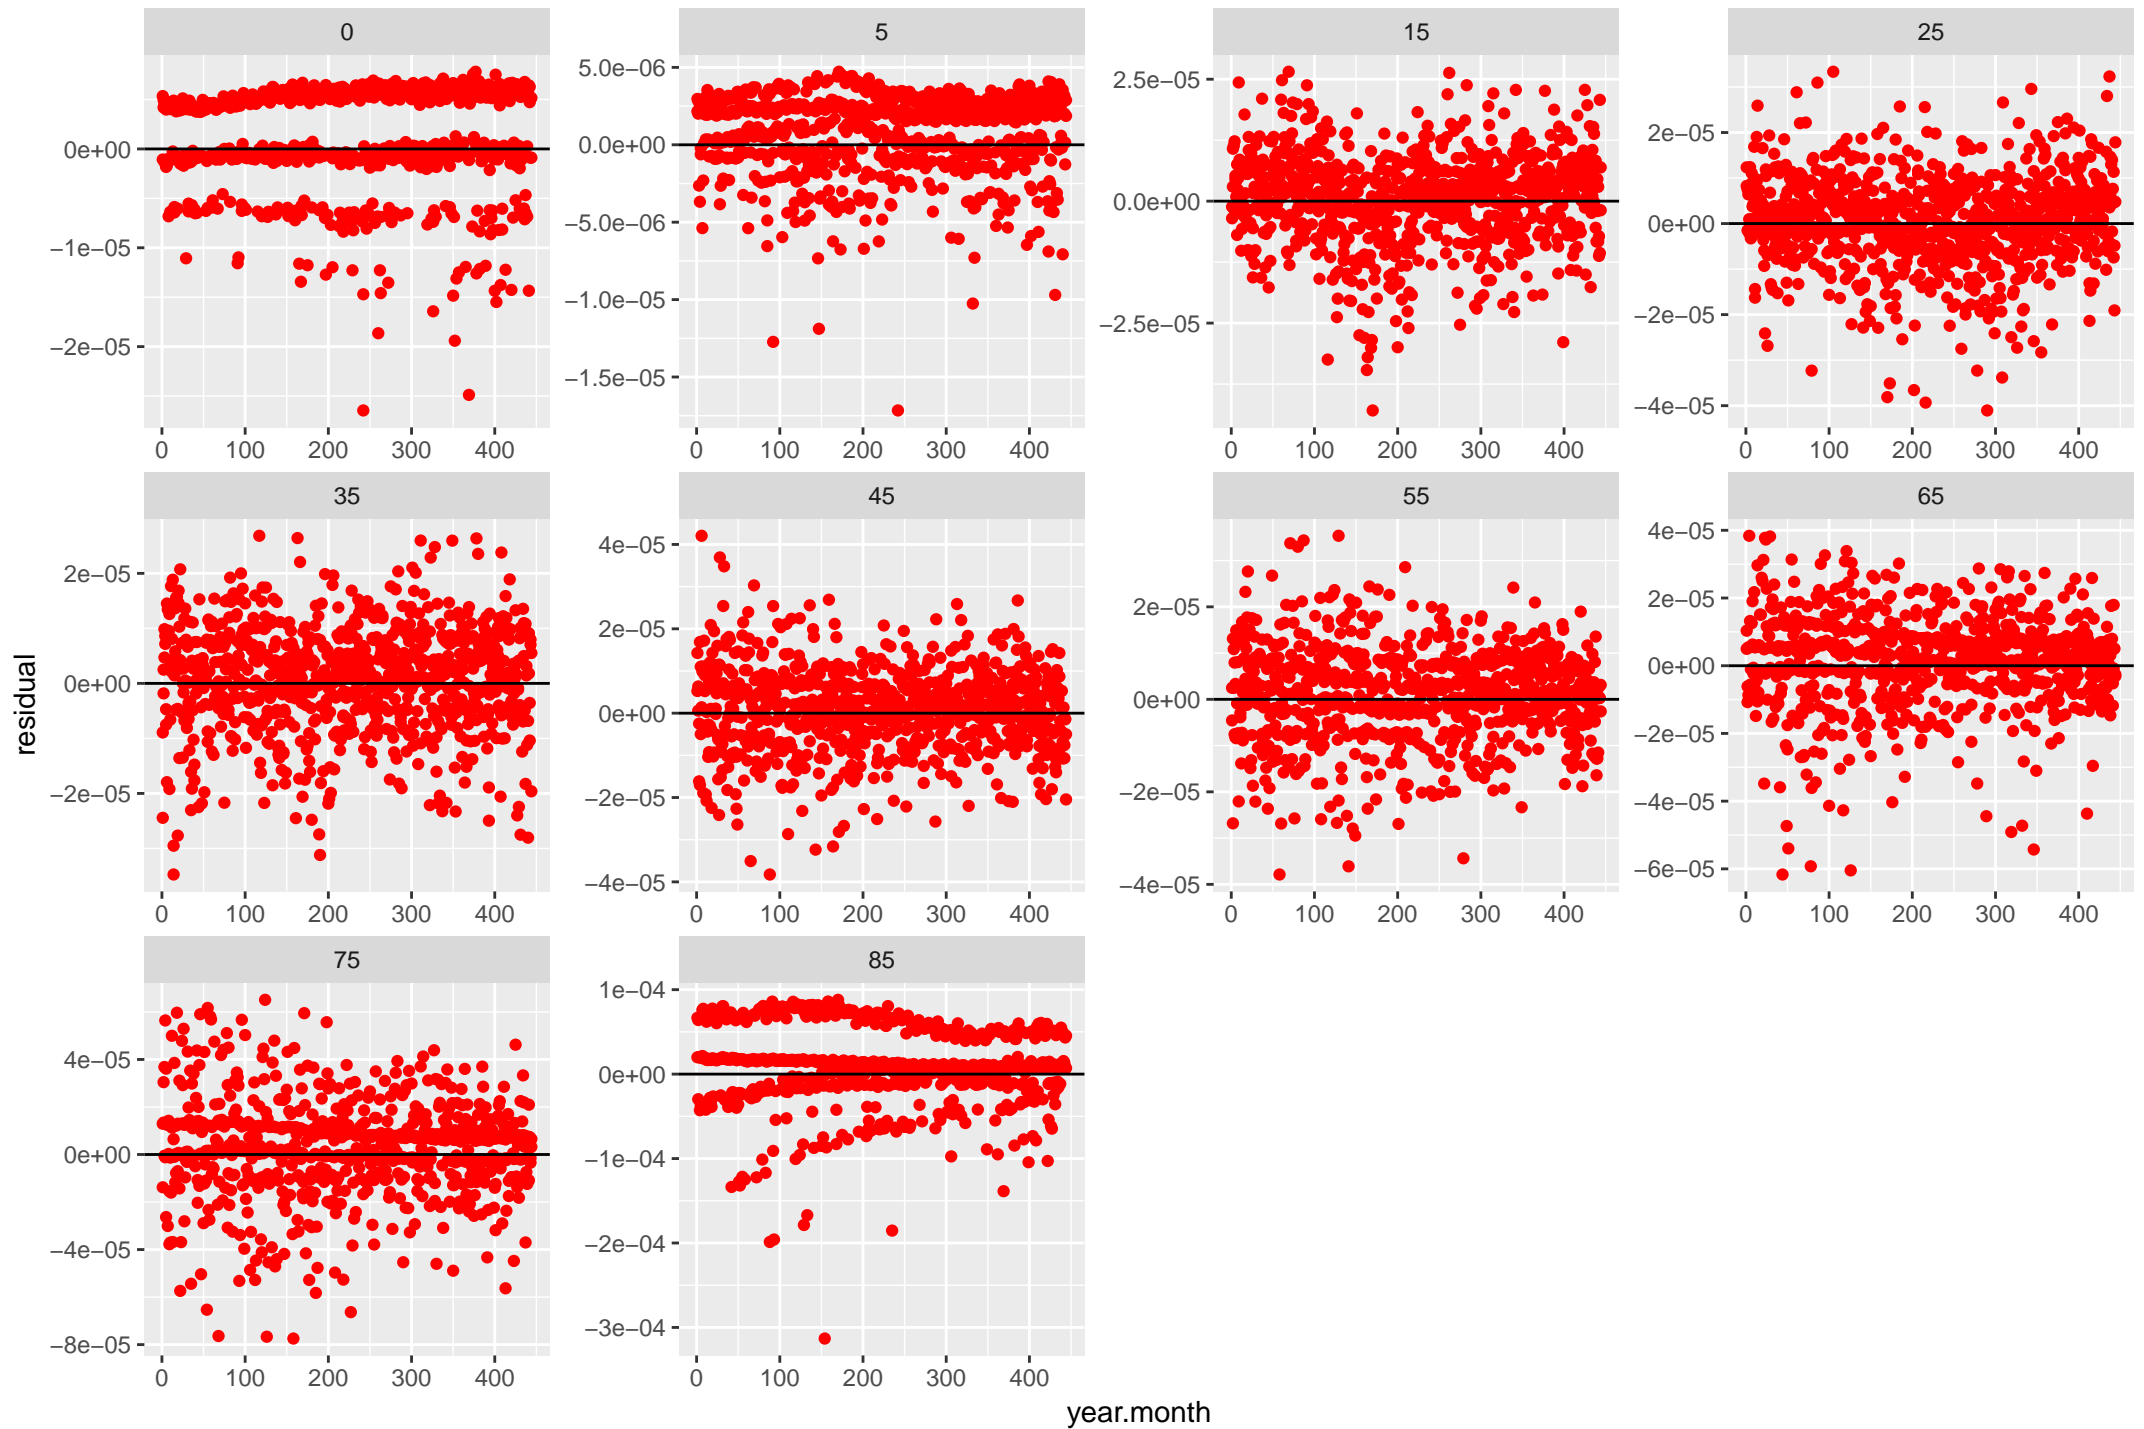 0 5 15 25
0e+00
−1e−05
−2e−05
5.0e−06
0.0e+00
−5.0e−06
−1.0e−05
−1.5e−05
2.5e−05
0.0e+00
−2.5e−05
2e−05
0e+00
−2e−05
−4e−05
0 100 200 300 400 0 100 200 300 400 0 100 200 300 400 0 100 200 300 400
35 45 55 65
2e−05
0e+00
−2e−05
4e−05
2e−05
0e+00
−2e−05
−4e−05
2e−05
0e+00
−2e−05
−4e−05
4e−05
2e−05
0e+00
−2e−05
−4e−05
−6e−05
0 100 200 300 400 0 100 200 300 400 0 100 200 300 400 0 100 200 300 400
75 85
4e−05
0e+00
−4e−05
−8e−05
1e−04
0e+00
−1e−04
−2e−04
−3e−04
0 100 200 300 400 0 100 200 300 400
residual
year.month